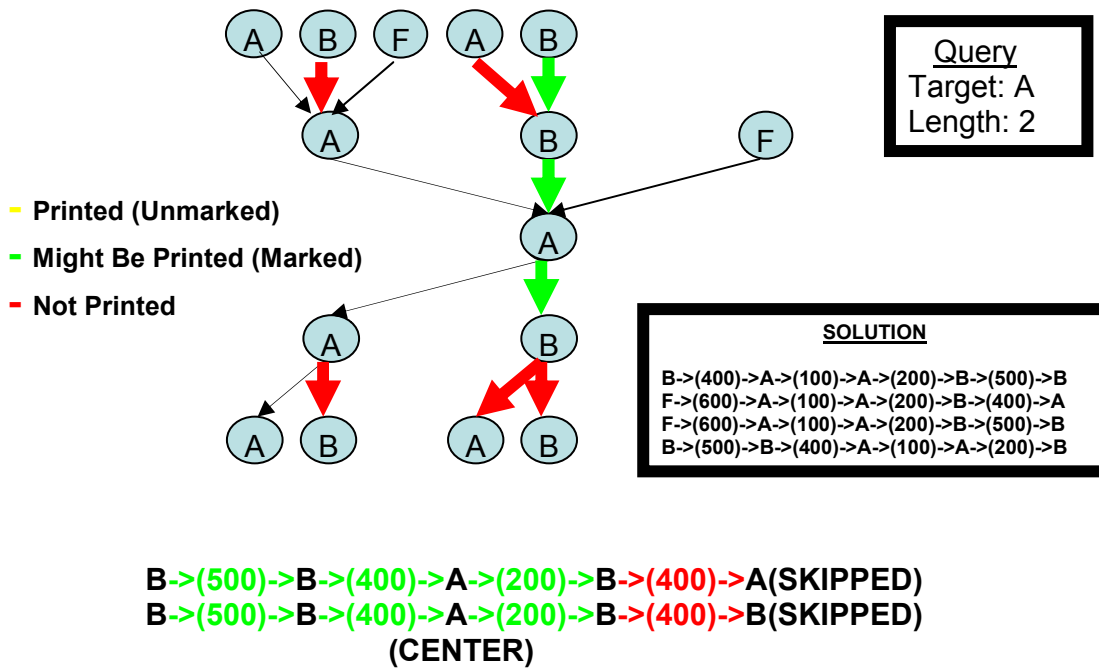 A B F A B
Query
Target: A
Length: 2
A B F
- Printed (Unmarked)
A
- Might Be Printed (Marked)
- Not Printed
A B
SOLUTION
B->(400)->A->(100)->A->(200)->B->(500)->B
F->(600)->A->(100)->A->(200)->B->(400)->A
F->(600)->A->(100)->A->(200)->B->(500)->B
B->(500)->B->(400)->A->(100)->A->(200)->B
A B A B
B->(500)->B->(400)->A->(200)->B->(400)->A(SKIPPED)
B->(500)->B->(400)->A->(200)->B->(400)->B(SKIPPED)
(CENTER)